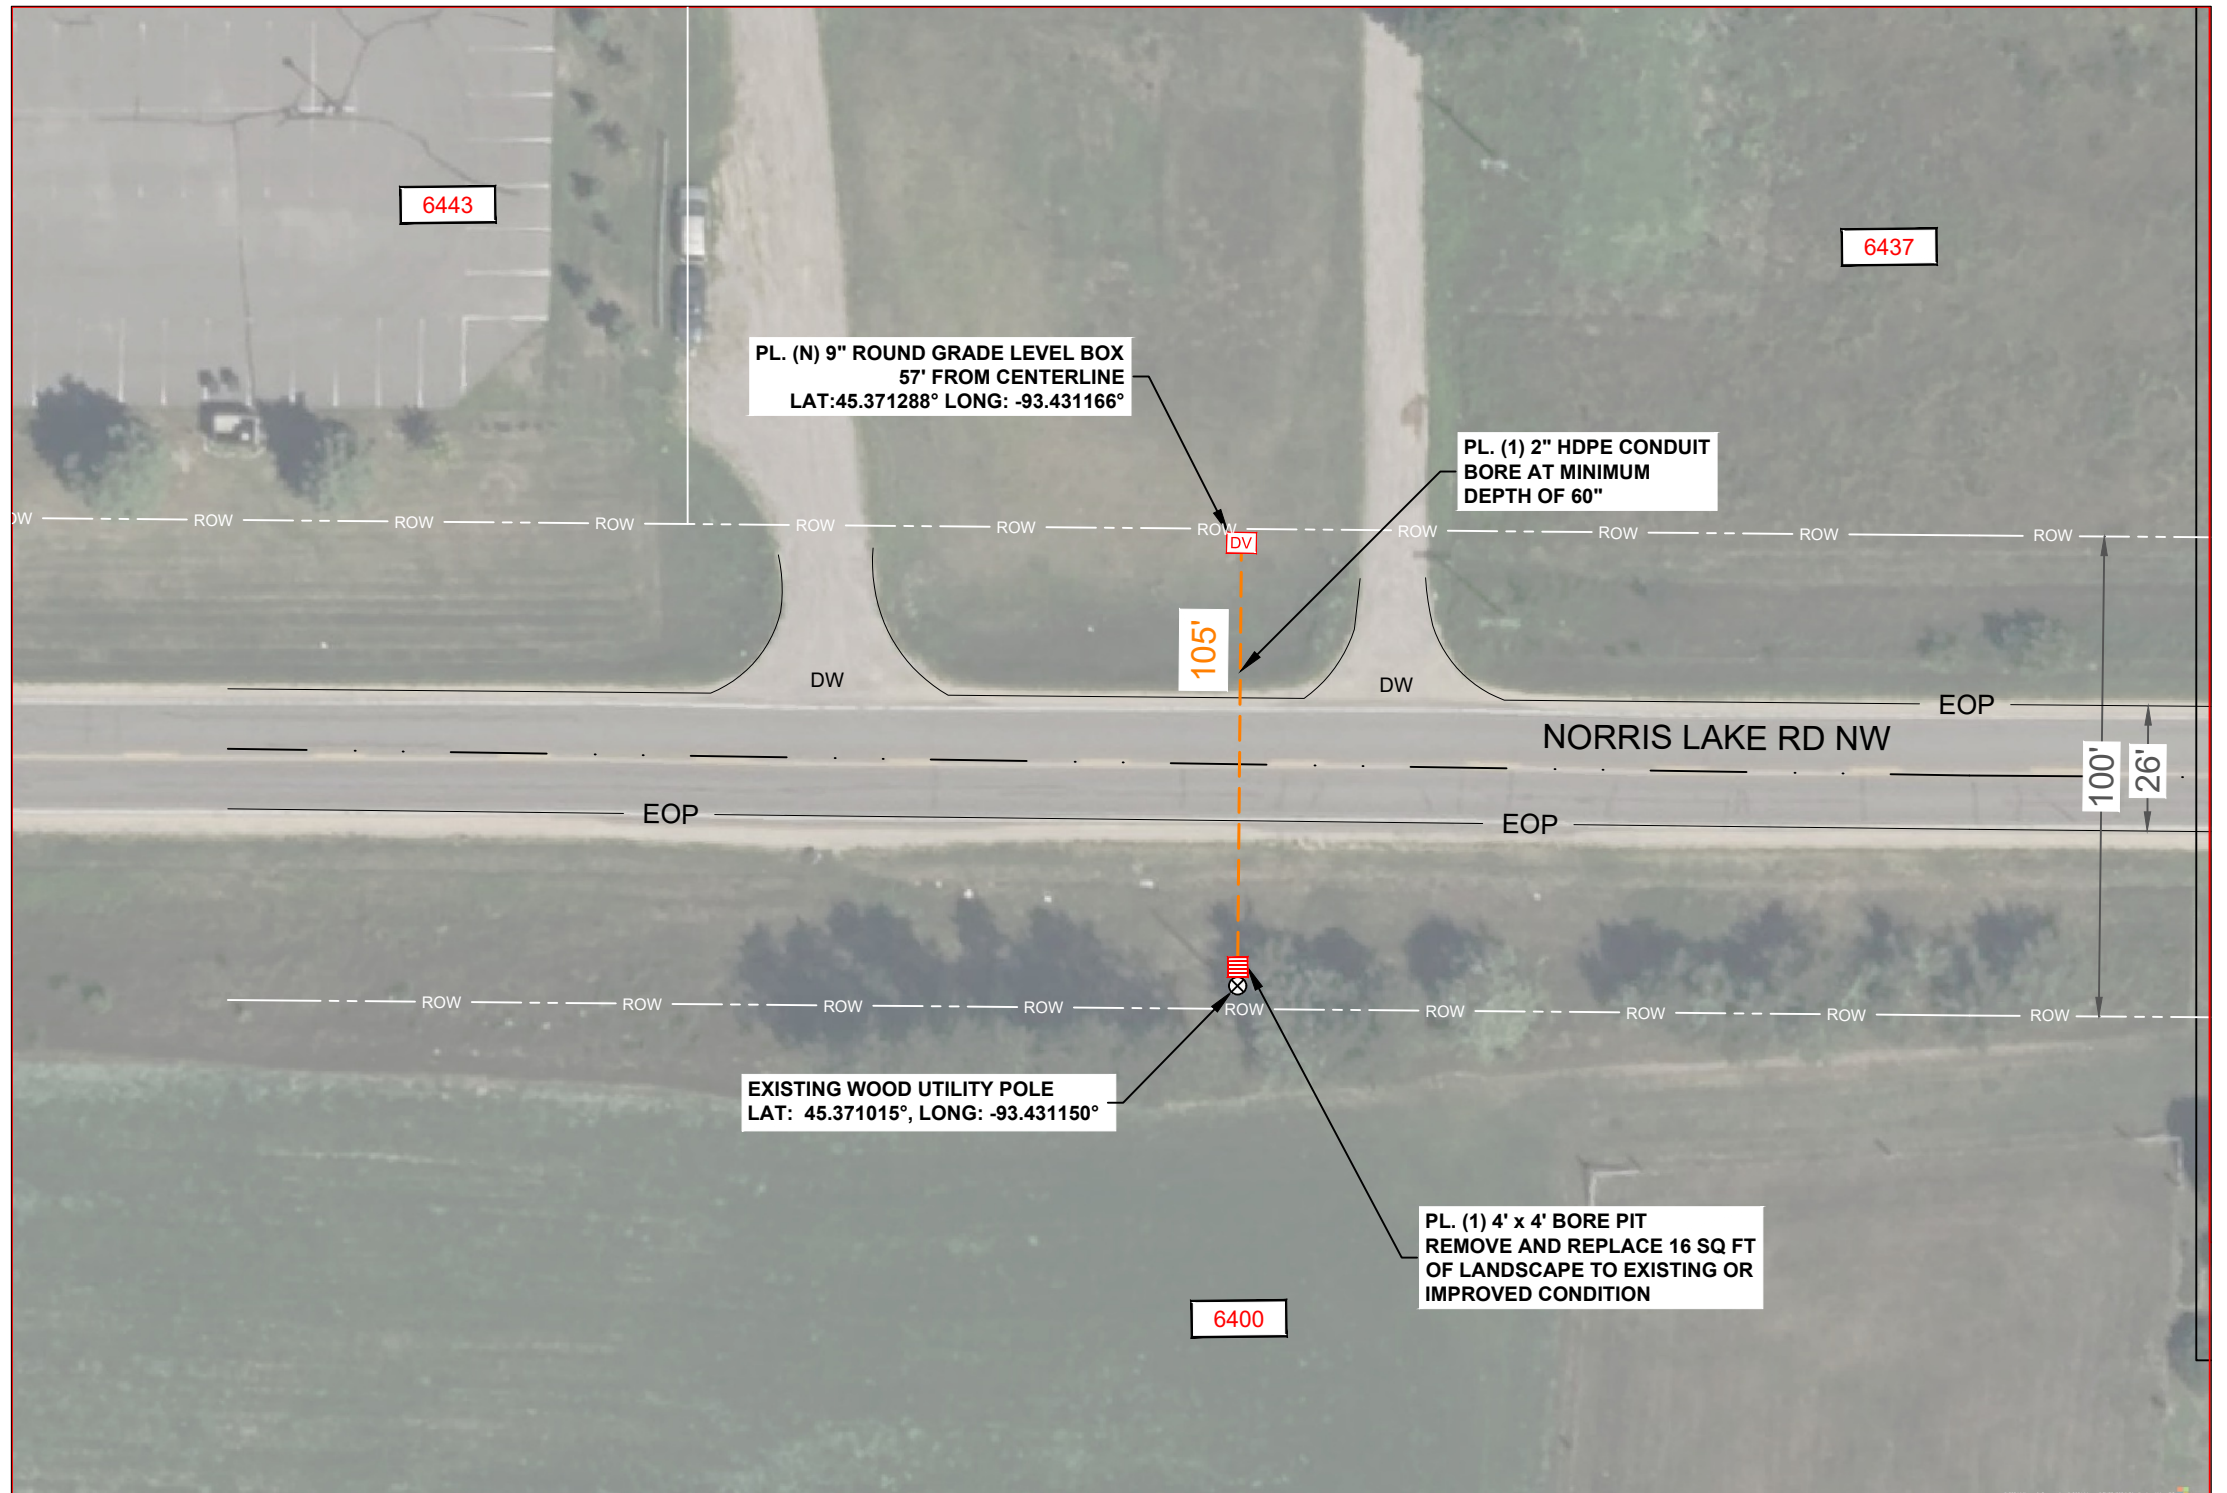 6443
6437
PL. (N) 9" ROUND GRADE LEVEL BOX
57' FROM CENTERLINE
LAT:45.371288° LONG: -93.431166°
PL. (1) 2" HDPE CONDUIT
BORE AT MINIMUM
DEPTH OF 60"
OW ROW ROW ROW ROW ROW ROW ROW ROW ROW ROW
DV
105'
DW
DW
EOP
NORRIS LAKE RD NW
100'
26'
EOP
EOP
ROW ROW ROW ROW ROW ROW ROW ROW ROW
EXISTING WOOD UTILITY POLE
LAT: 45.371015°, LONG: -93.431150°
PL. (1) 4' x 4' BORE PIT
REMOVE AND REPLACE 16 SQ FT
OF LANDSCAPE TO EXISTING OR
IMPROVED CONDITION
6400